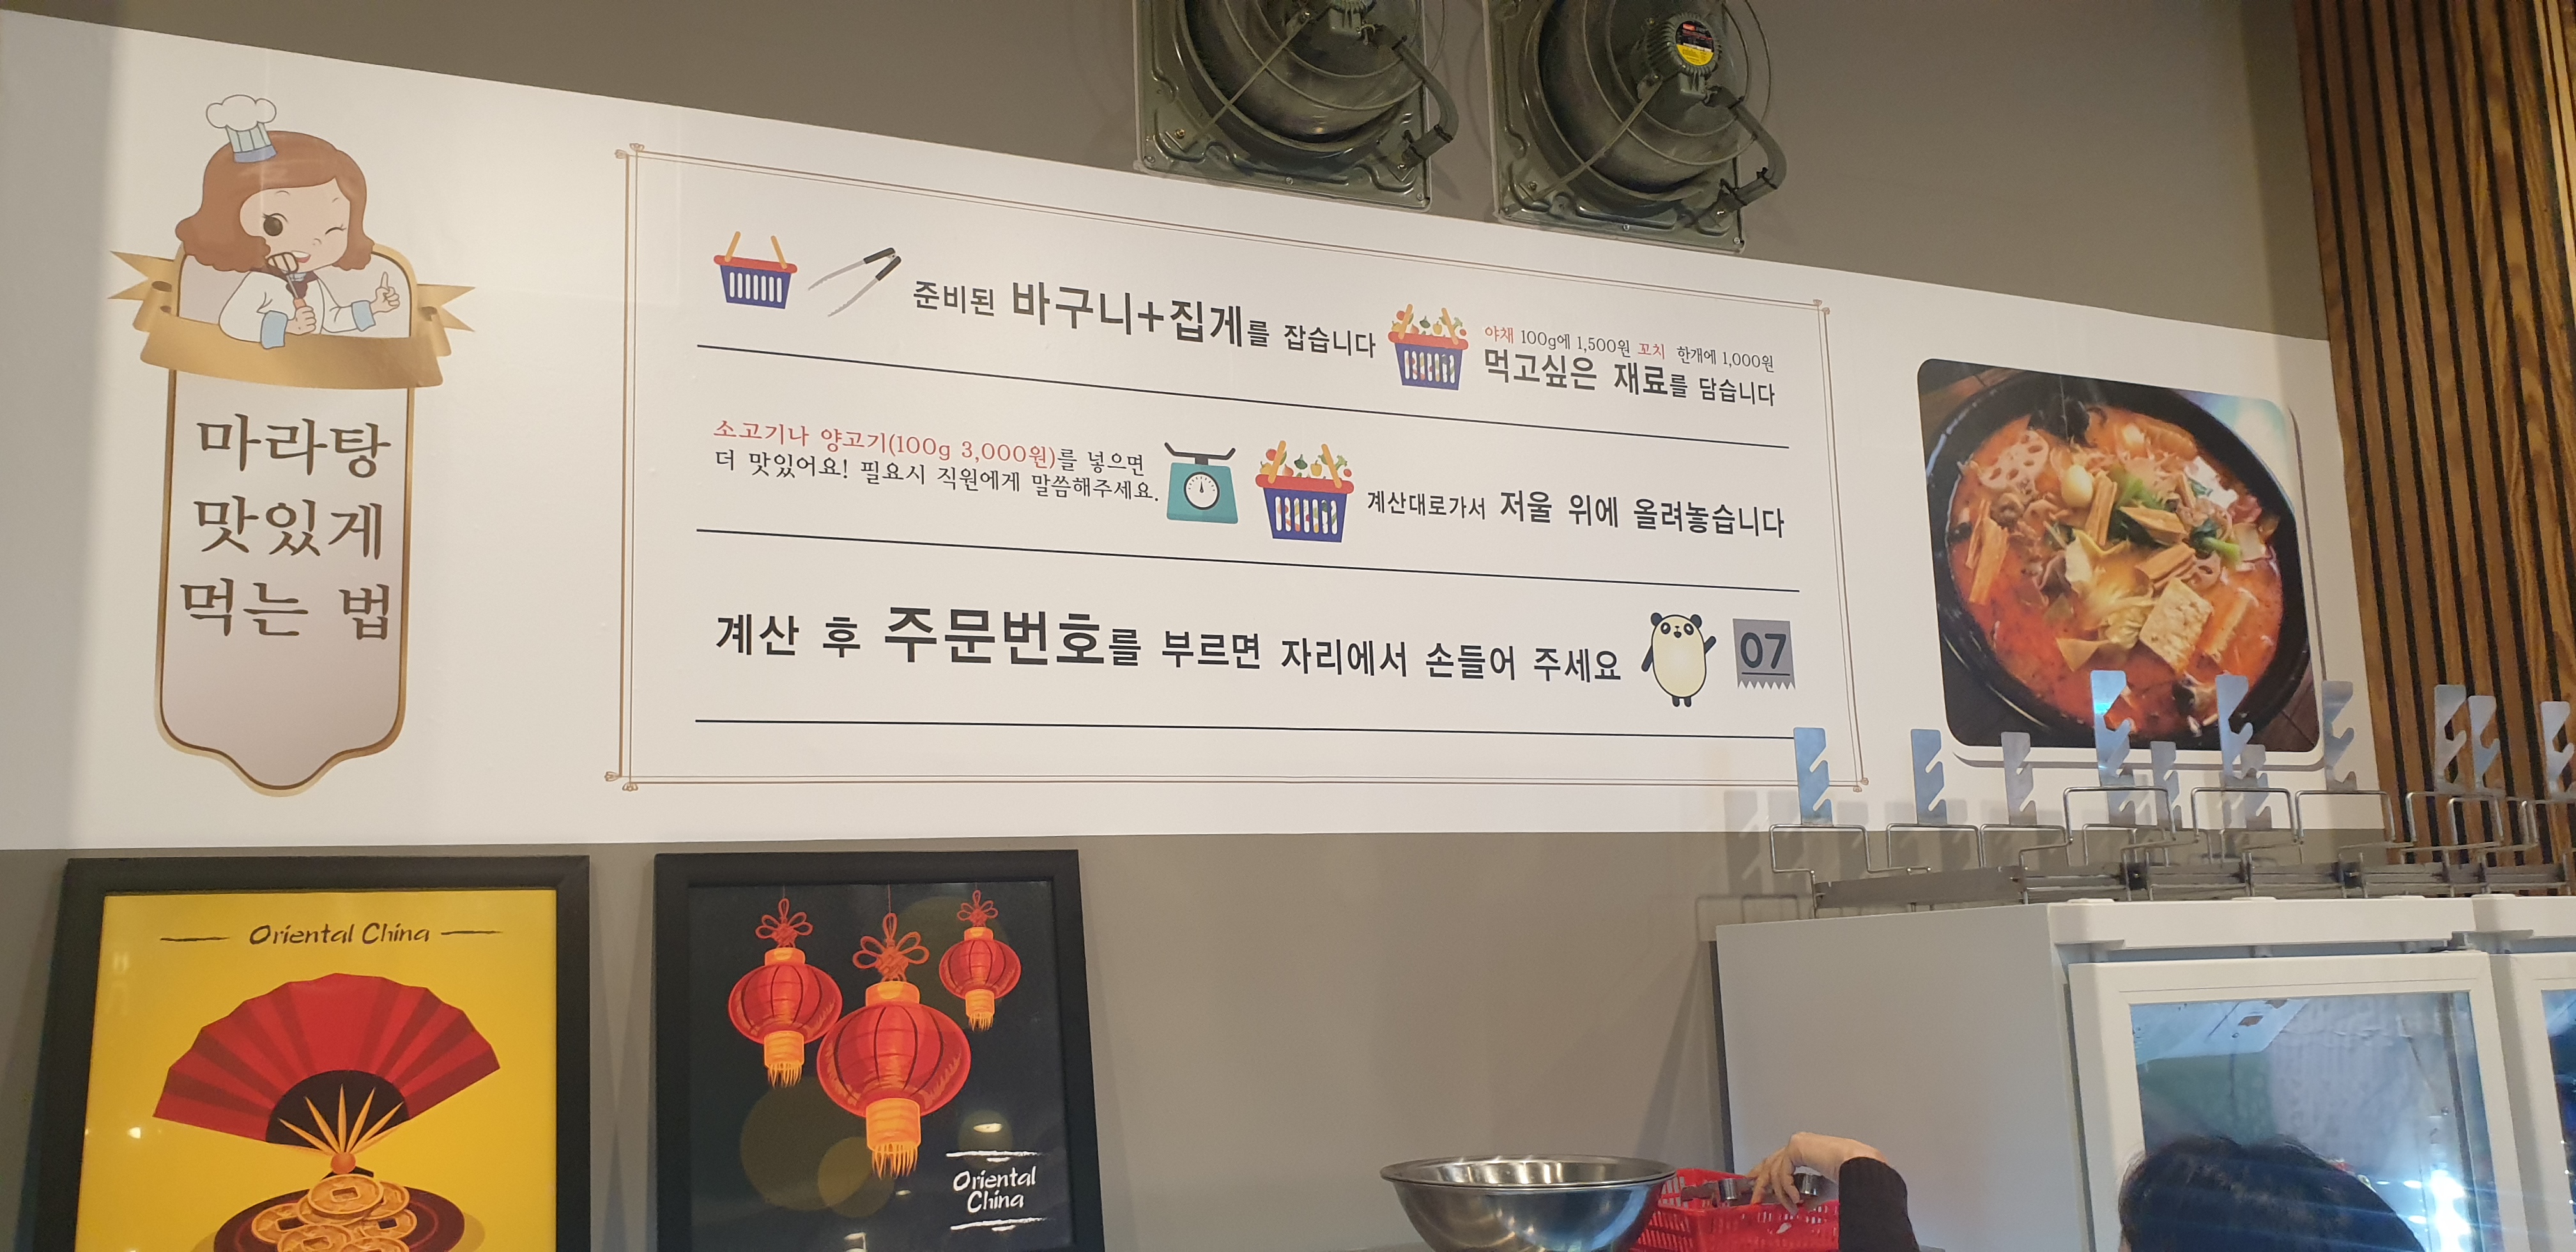 마라탕
맛있게
먹는 법
준비된 바구니+집게를 잡습니다
야채 100g에 1,500원 꼬치 한개에 1,000원
먹고싶은 재료를 담습니다
소고기나 양고기(100g 3,000원)를 넣으면
더 맛있어요! 필요시 직원에게 말씀해주세요.
계산대로가서 저울 위에 올려놓습니다
계산 후 주문번호를 부르면 자리에서 손들어 주세요
07
Oriental China
Oriental
China